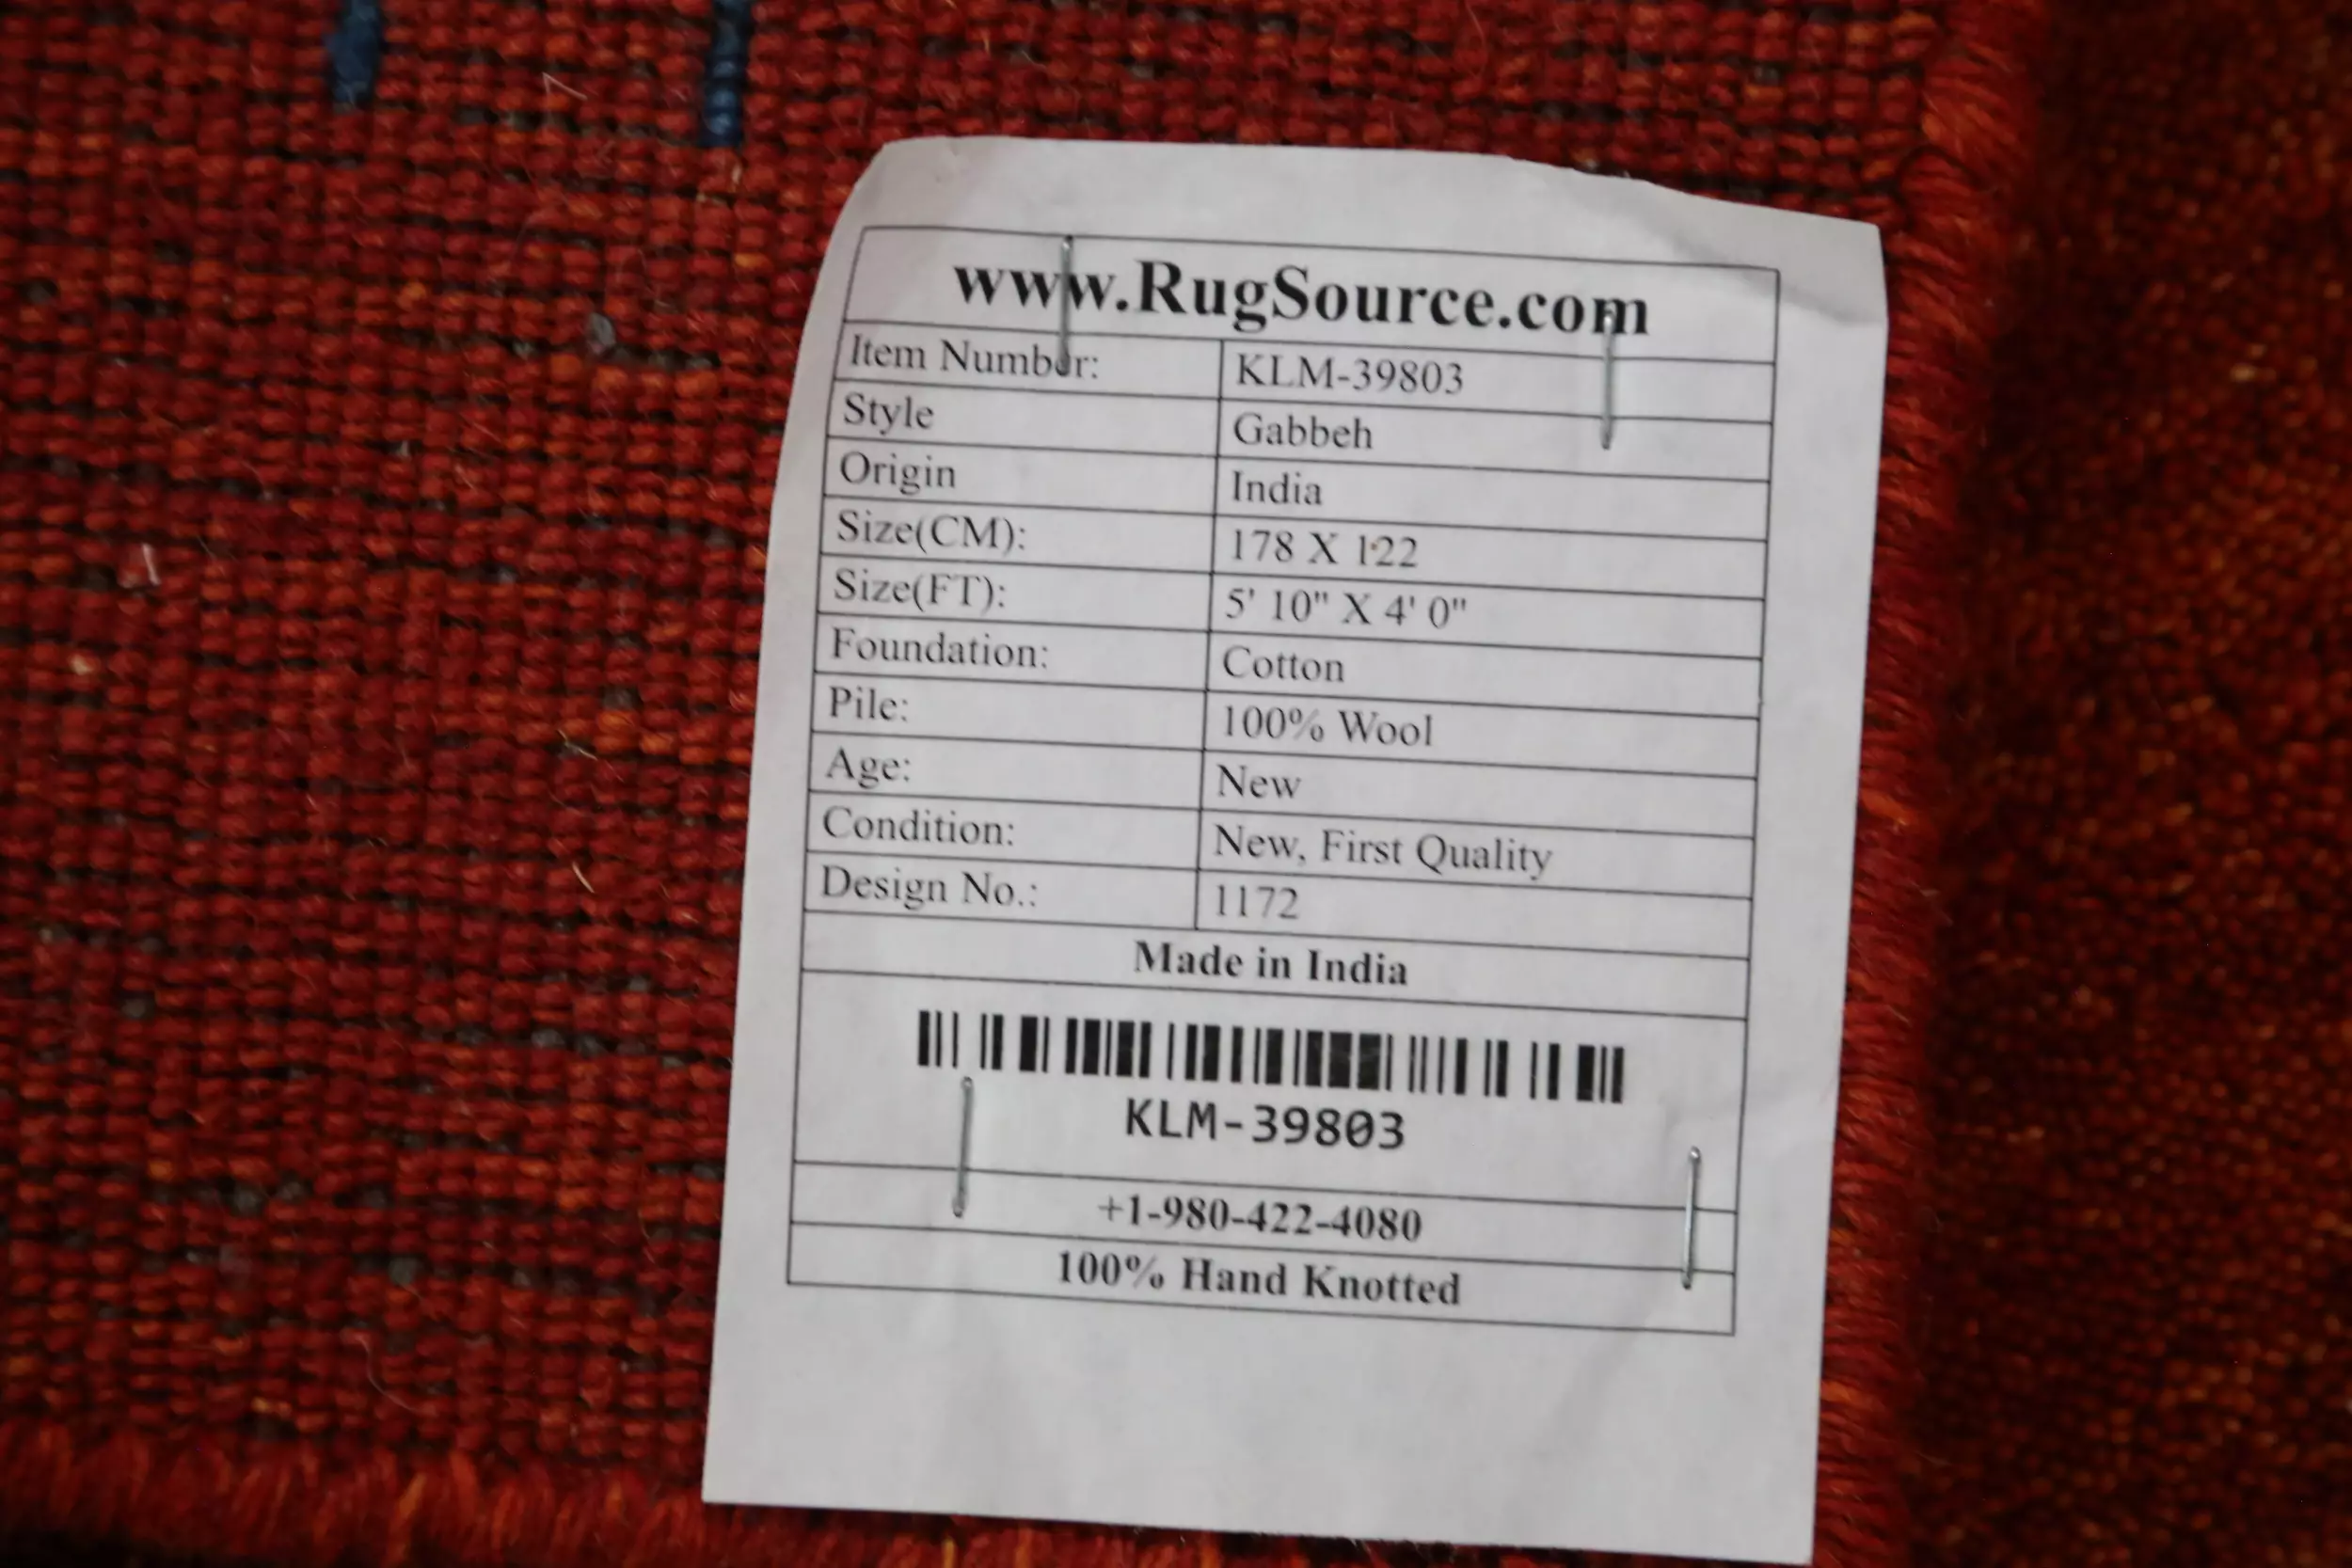 www.RugSource.com
Item Number: KLM-39803
Style Gabbeh
Origin India
Size(CM): 178 X 122
Size(FT): 5' 10" X 4' 0"
Foundation: Cotton
Pile: 100% Wool
Age: New
Condition: New, First Quality
Design No.: 1172
Made in India
KLM-39803
+1-980-422-4080
100% Hand Knotted